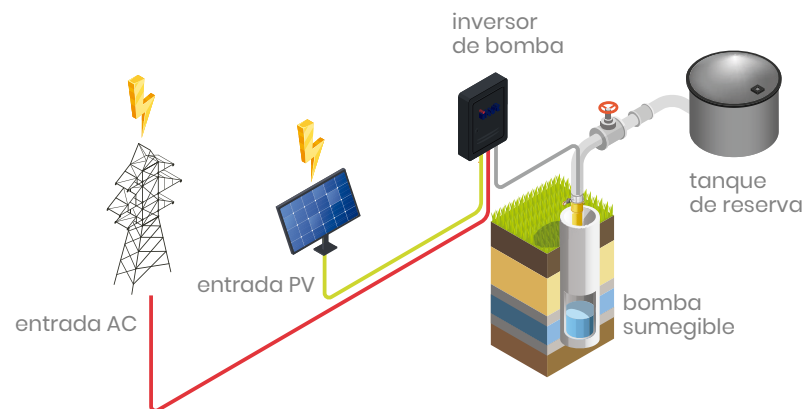 inversor
de bomba
tanque
de reserva
entrada PV
bomba
sumegible
entrada AC